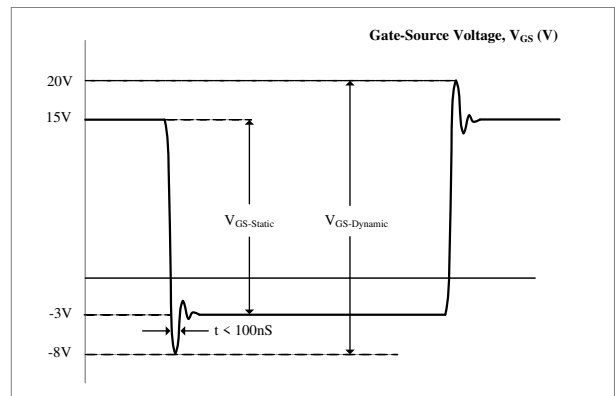 Gate-Source Voltage, VGS (V)
20V
15V
VGS-Static
VGS-Dynamic
-3V
t < 100nS
-8V